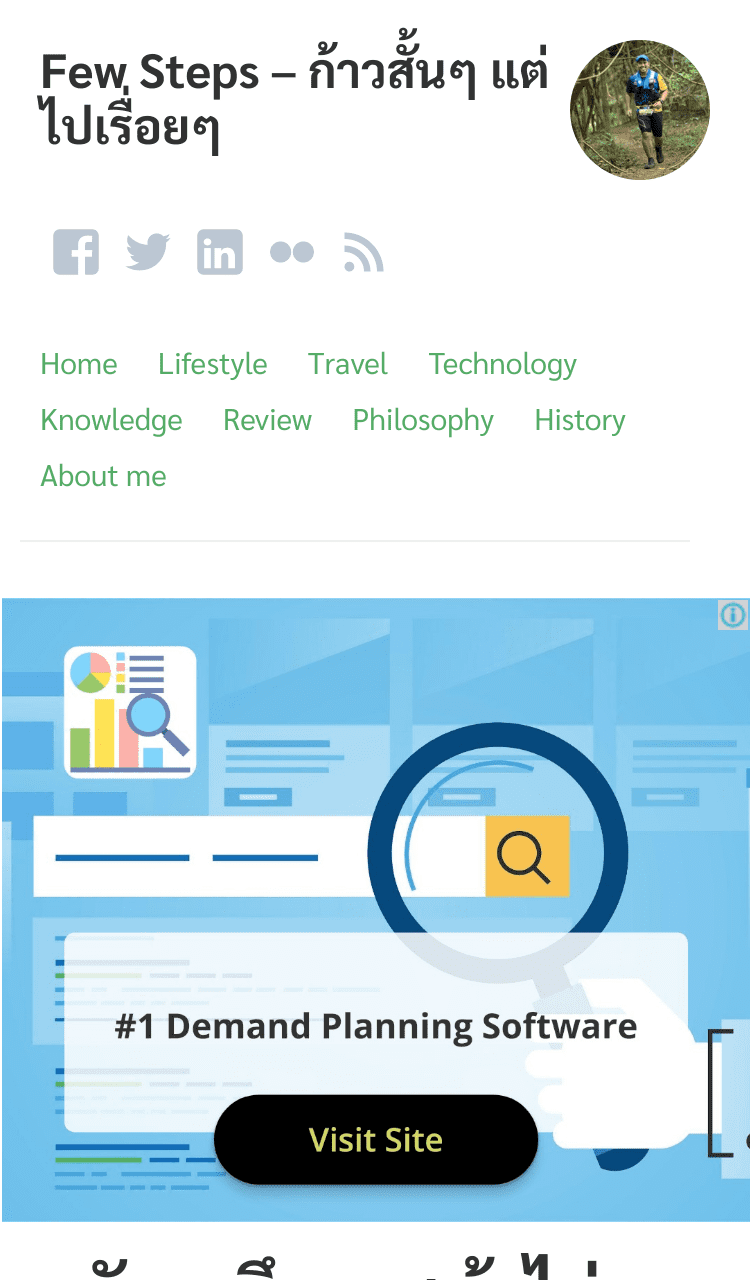 Few Steps – ก้าวสั้นๆ แต่
ไปเรื่อยๆ
Home Lifestyle Travel Technology
Knowledge Review Philosophy History
About me
#1 Demand Planning Software
Visit Site